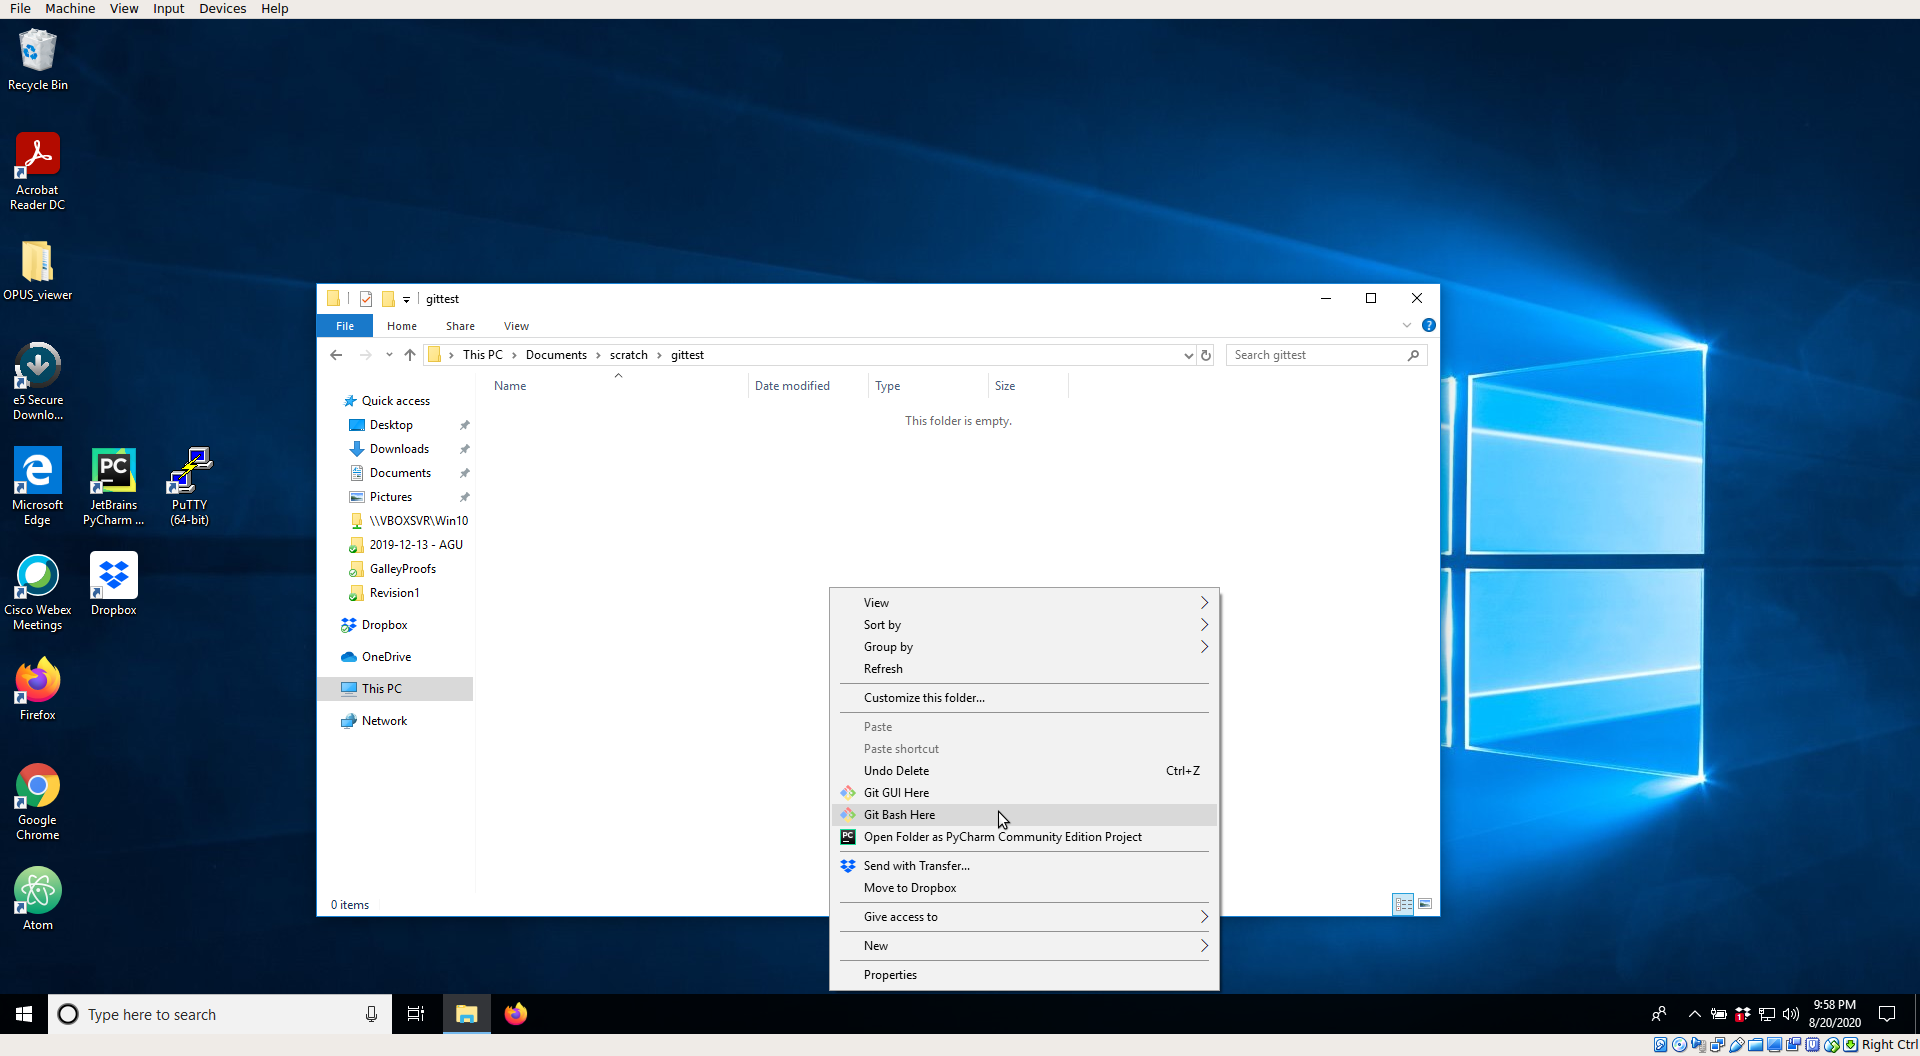 File Machine View Input Devices Help
Recycle Bin
Acrobat
Reader DC
OPUS_viewer
e5 Secure
Downlo...
Microsoft
Edge
JetBrains
PyCharm ...
PuTTY
(64-bit)
Cisco Webex
Meetings
Dropbox
Firefox
Google
Chrome
Atom
gittest
File Home Share View
This PC > Documents > scratch > gittest
Search gittest
Name Date modified Type Size
This folder is empty.
Quick access
Desktop
Downloads
Documents
Pictures
\\VBOXSVR\Win10
2019-12-13 - AGU
GalleyProofs
Revision1
Dropbox
OneDrive
This PC
Network
0 items
View
Sort by
Group by
Refresh
Customize this folder...
Paste
Paste shortcut
Undo Delete Ctrl+Z
Git GUI Here
Git Bash Here
Open Folder as PyCharm Community Edition Project
Send with Transfer...
Move to Dropbox
Give access to
New
Properties
Type here to search
9:58 PM
8/20/2020
Right Ctrl